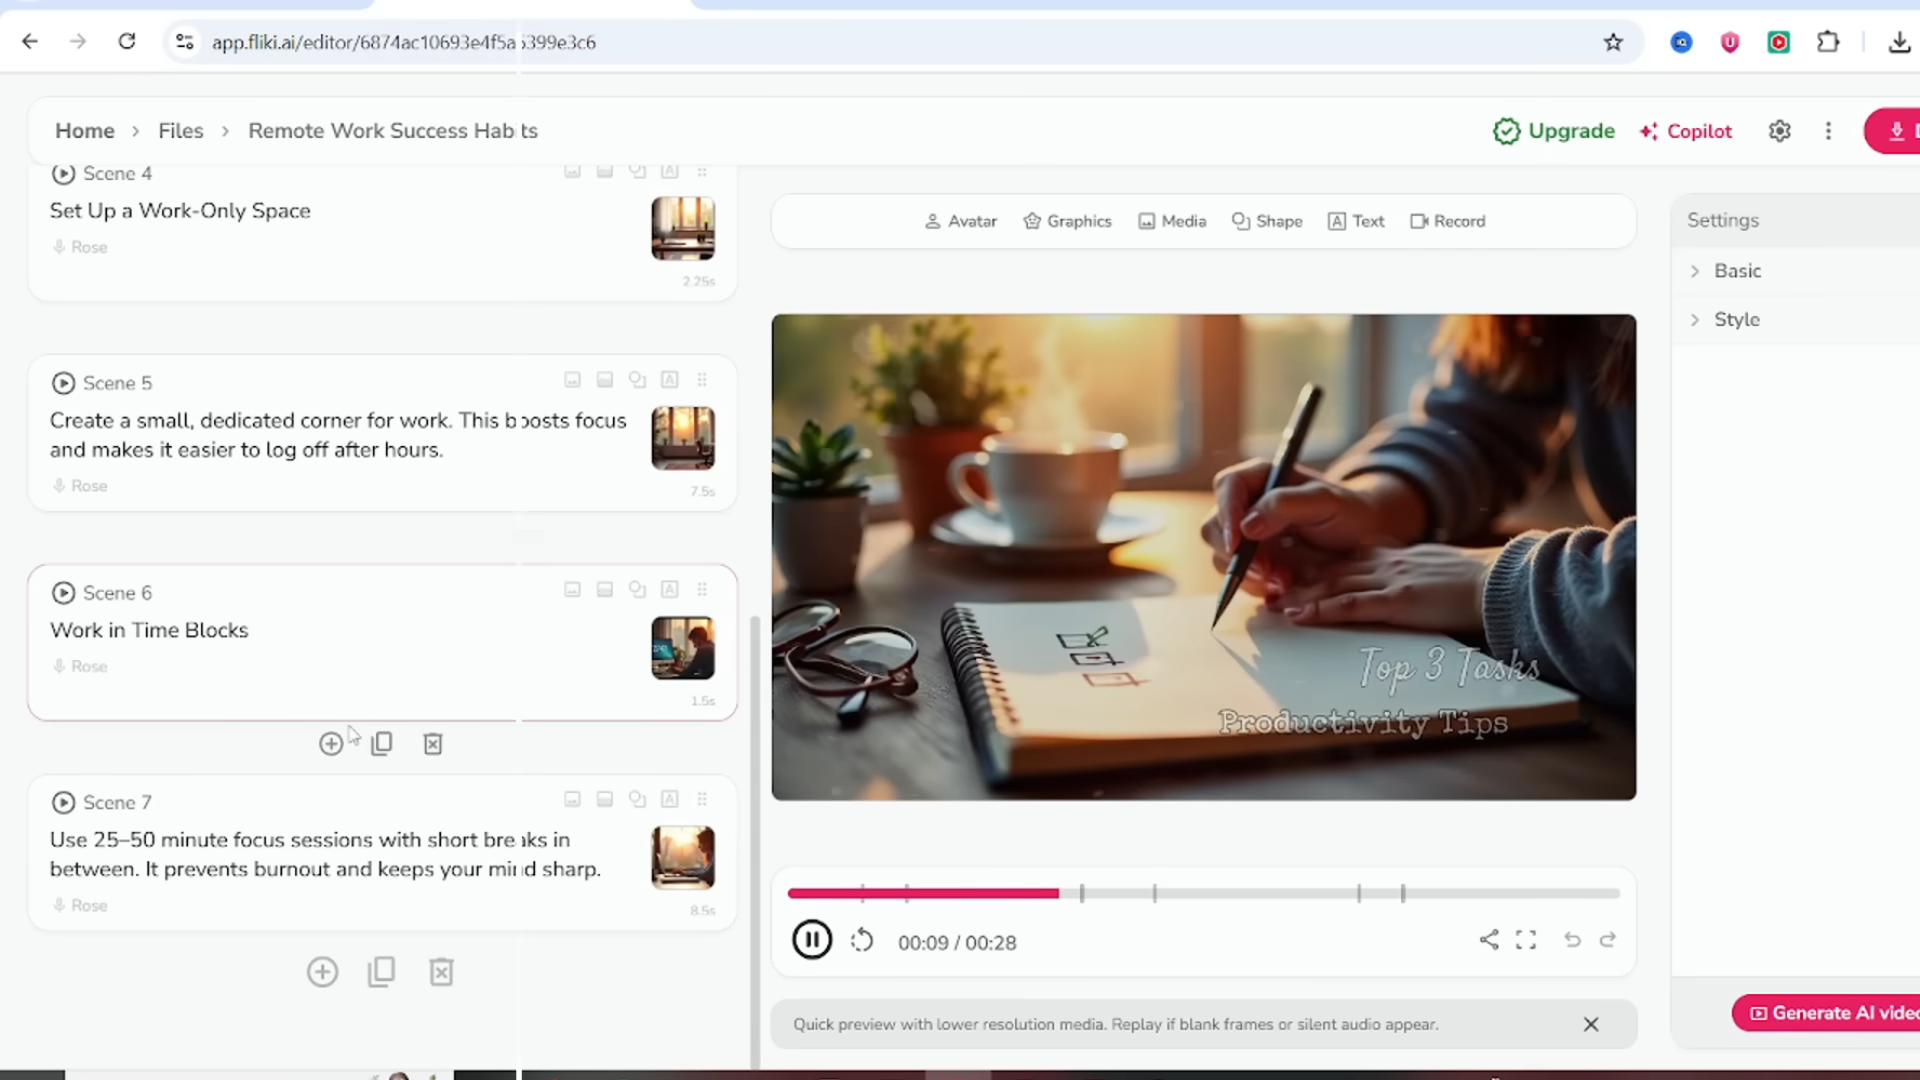 app.fliki.ai/editor/6874ac10693e4f5a6399e3c6
Home > Files > Remote Work Success Habits
Upgrade
Copilot
Scene 4
Set Up a Work-Only Space
Rose
2.25s
Scene 5
Create a small, dedicated corner for work. This boosts focus
and makes it easier to log off after hours.
Rose
7.5s
Scene 6
Work in Time Blocks
Rose
1.5s
Scene 7
Use 25–50 minute focus sessions with short breaks in
between. It prevents burnout and keeps your mind sharp.
Rose
8.5s
Avatar Graphics Media Shape Text Record
Top 3 Tasks
Productivity Tips
00:09 / 00:28
Quick preview with lower resolution media. Replay if blank frames or silent audio appear.
Settings
Basic
Style
Generate AI video